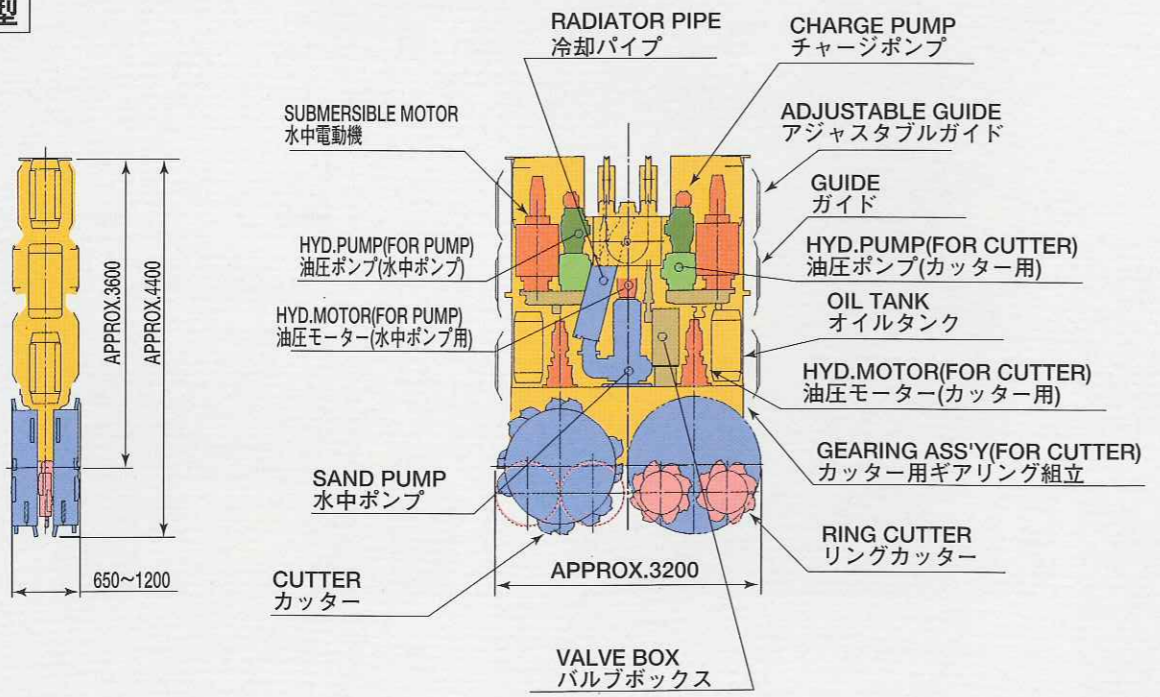 型
RADIATOR PIPE
冷却パイプ
CHARGE PUMP
チャージポンプ
SUBMERSIBLE MOTOR
水中電動機
ADJUSTABLE GUIDE
アジャスタブルガイド
GUIDE
ガイド
HYD.PUMP(FOR PUMP)
油圧ポンプ(水中ポンプ)
HYD.PUMP(FOR CUTTER)
油圧ポンプ(カッター用)
OIL TANK
オイルタンク
HYD.MOTOR(FOR PUMP)
油圧モーター(水中ポンプ用)
HYD.MOTOR(FOR CUTTER)
油圧モーター(カッター用)
APPROX.3600
APPROX.4400
GEARING ASS'Y(FOR CUTTER)
カッター用ギアリング組立
SAND PUMP
水中ポンプ
RING CUTTER
リングカッター
650~1200
CUTTER
カッター
APPROX.3200
VALVE BOX
バルブボックス